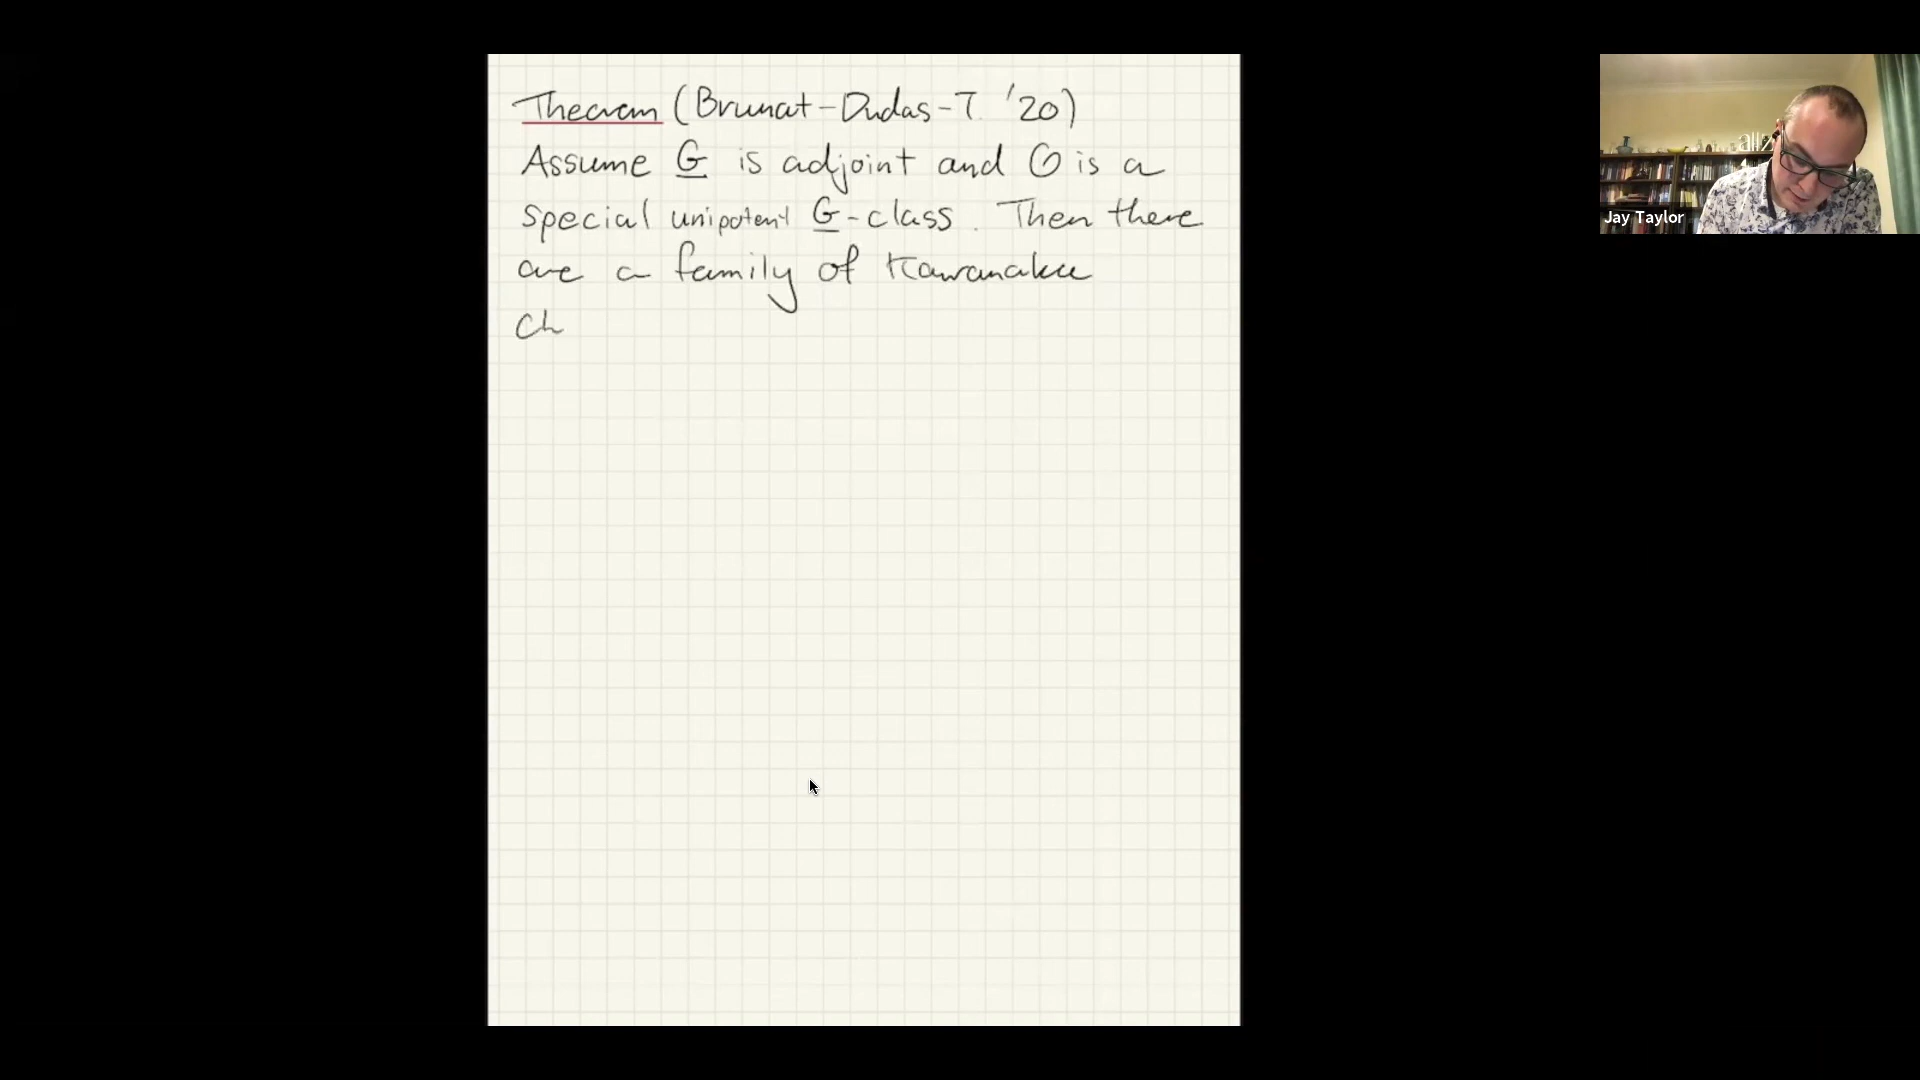 Theorem (Brunat-Dudas-T. '20)
Assume G is adjoint and O is a
special unipotent G-class. Then there
are a family of Kawanaka
ch
Jay Taylor